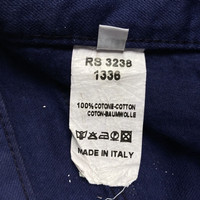 RS 3238
1336
100% COTONE-COTTON
COTON-BAUMWOLLE
MADE IN ITALY